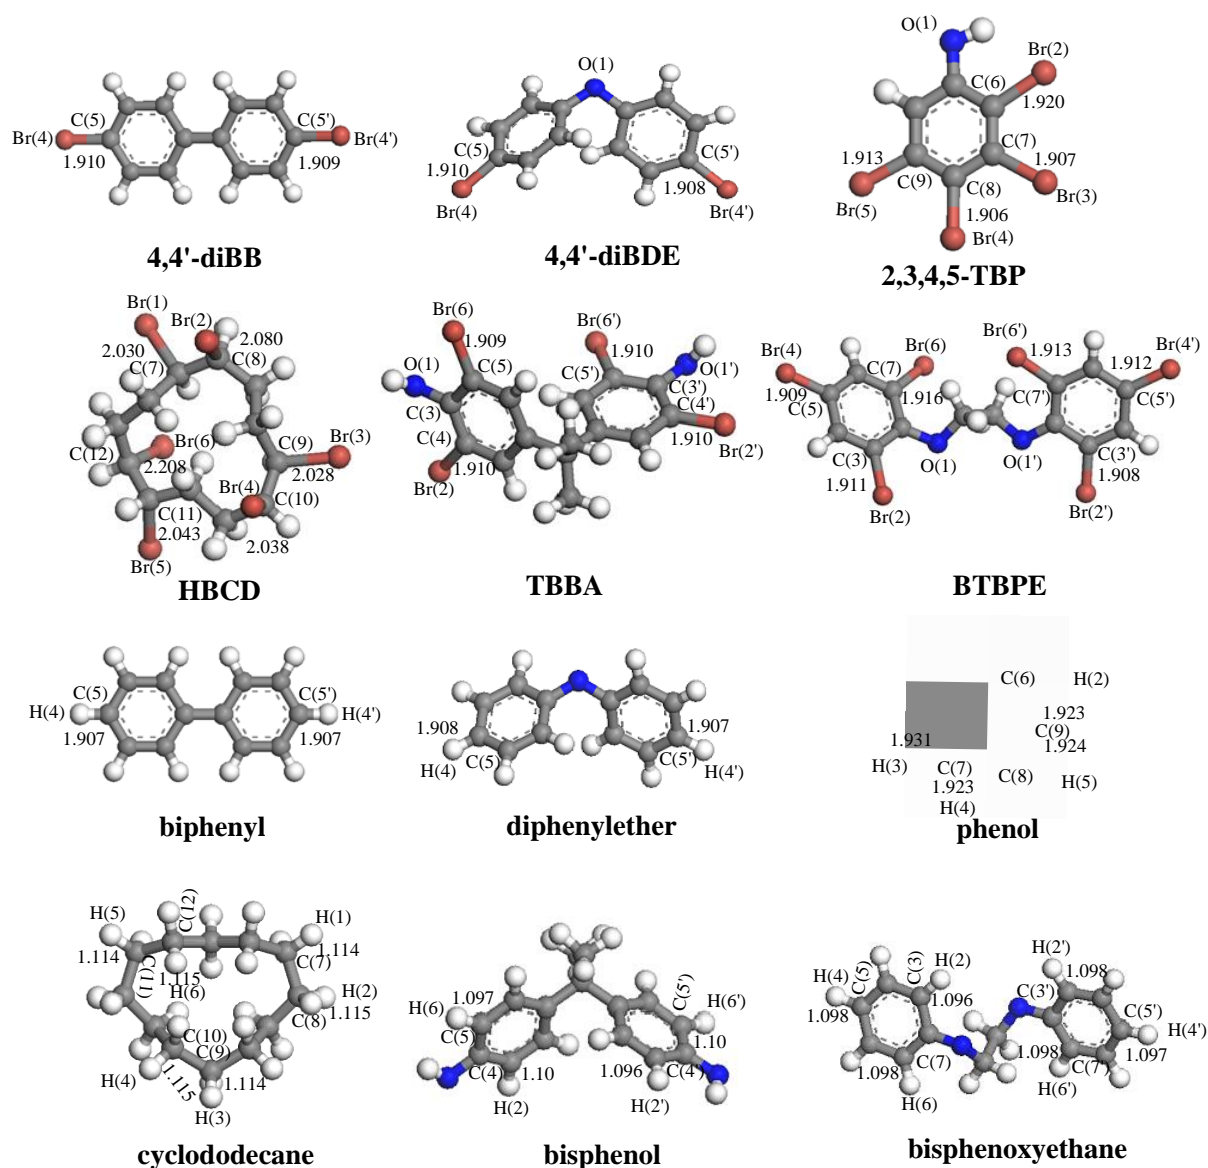 O(1)
Br(4)
C(5)
1.910
C(5')
1.909
Br(4')
4,4'-diBB
O(1)
C(5)
1.910
Br(4)
C(5')
1.908
Br(4')
4,4'-diBDE
O(1)
Br(2)
C(6)
1.920
C(7)
1.907
Br(3)
1.913
C(9)
C(8)
Br(5)
1.906
Br(4)
2,3,4,5-TBP
Br(1)
Br(2)
2.080
2.030
C(7)
C(8)
Br(6)
C(12)
2.208
C(9)
Br(3)
2.028
Br(4)
C(10)
C(11)
2.043
2.038
Br(5)
HBCD
Br(6)
1.909
O(1)
C(5)
C(3)
C(4)
1.910
Br(2)
Br(6')
1.910
O(1')
C(5')
C(3')
C(4')
1.910
Br(2')
TBBA
Br(4)
C(7)
Br(6)
1.909
C(5)
1.916
C(3)
O(1)
1.911
Br(2)
Br(6')
1.913
1.912
Br(4')
C(7')
C(5')
O(1')
C(3')
1.908
Br(2')
BTBPE
C(5)
H(4)
1.907
C(5')
H(4')
1.907
biphenyl
1.908
H(4)
C(5)
1.907
C(5')
H(4')
diphenylether
C(6)
H(2)
1.923
C(9)
1.931
1.924
H(3)
C(7)
C(8)
H(5)
1.923
H(4)
phenol
H(5)
C(12)
H(1)
1.114
1.114
C(11)
1.115
C(7)
H(6)
H(2)
C(8)
1.115
C(10)
C(9)
H(4)
1.115
1.114
H(3)
cyclododecane
1.097
H(6)
C(5)
C(4)
1.10
H(2)
C(5')
H(6')
1.10
1.096
C(4')
H(2')
bisphenol
H(4)
C(5)
C(3)
H(2)
1.098
1.096
1.098
C(7)
H(6)
H(2')
1.098
C(3')
C(5')
H(4')
1.098
1.097
C(7')
H(6')
bisphenoxyethane